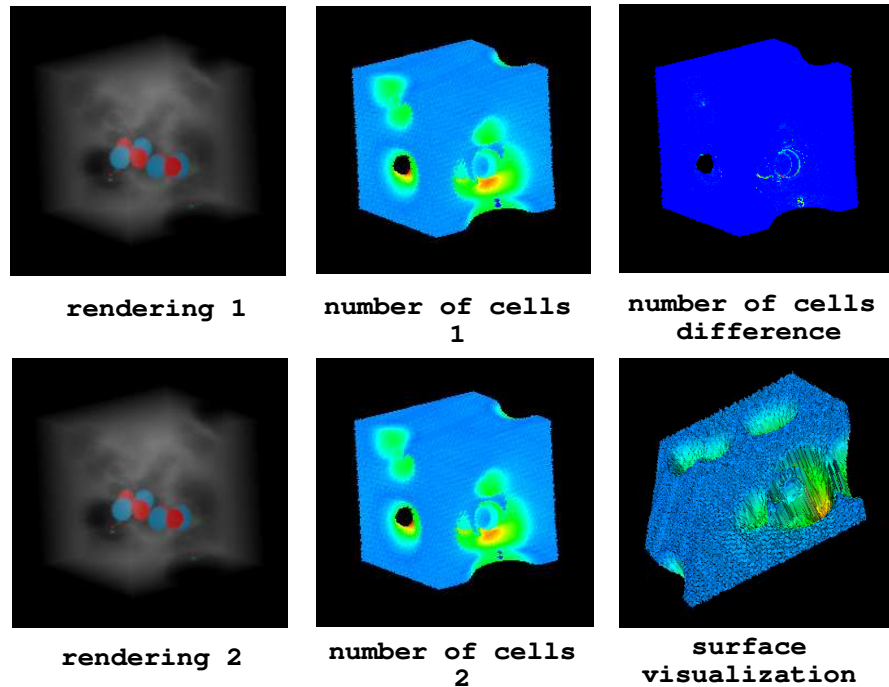 rendering 1
number of cells
1
number of cells
difference
rendering 2
number of cells
2
surface
visualization